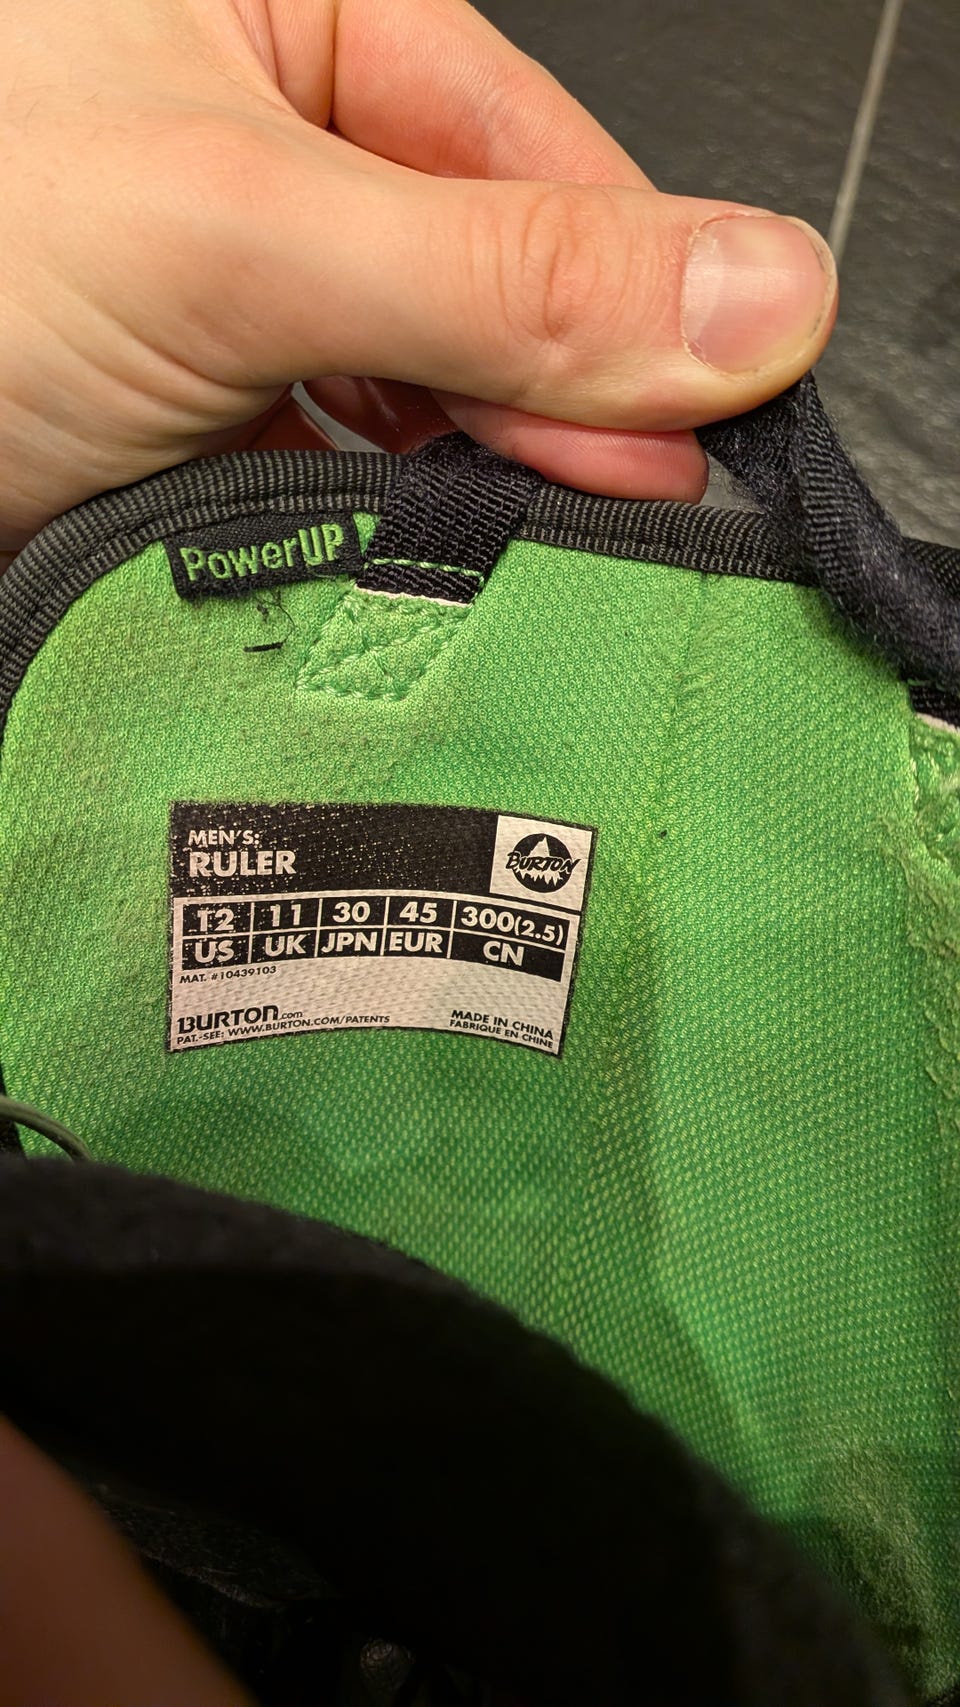 PowerUP
MEN'S:
RULER
BURTON
12 11 30 45 300(2.5)
US UK JPN EUR CN
MAT. #10439103
BURTON.com
PAT.-SEE: WWW.BURTON.COM/PATENTS
MADE IN CHINA
FABRIQUE EN CHINE